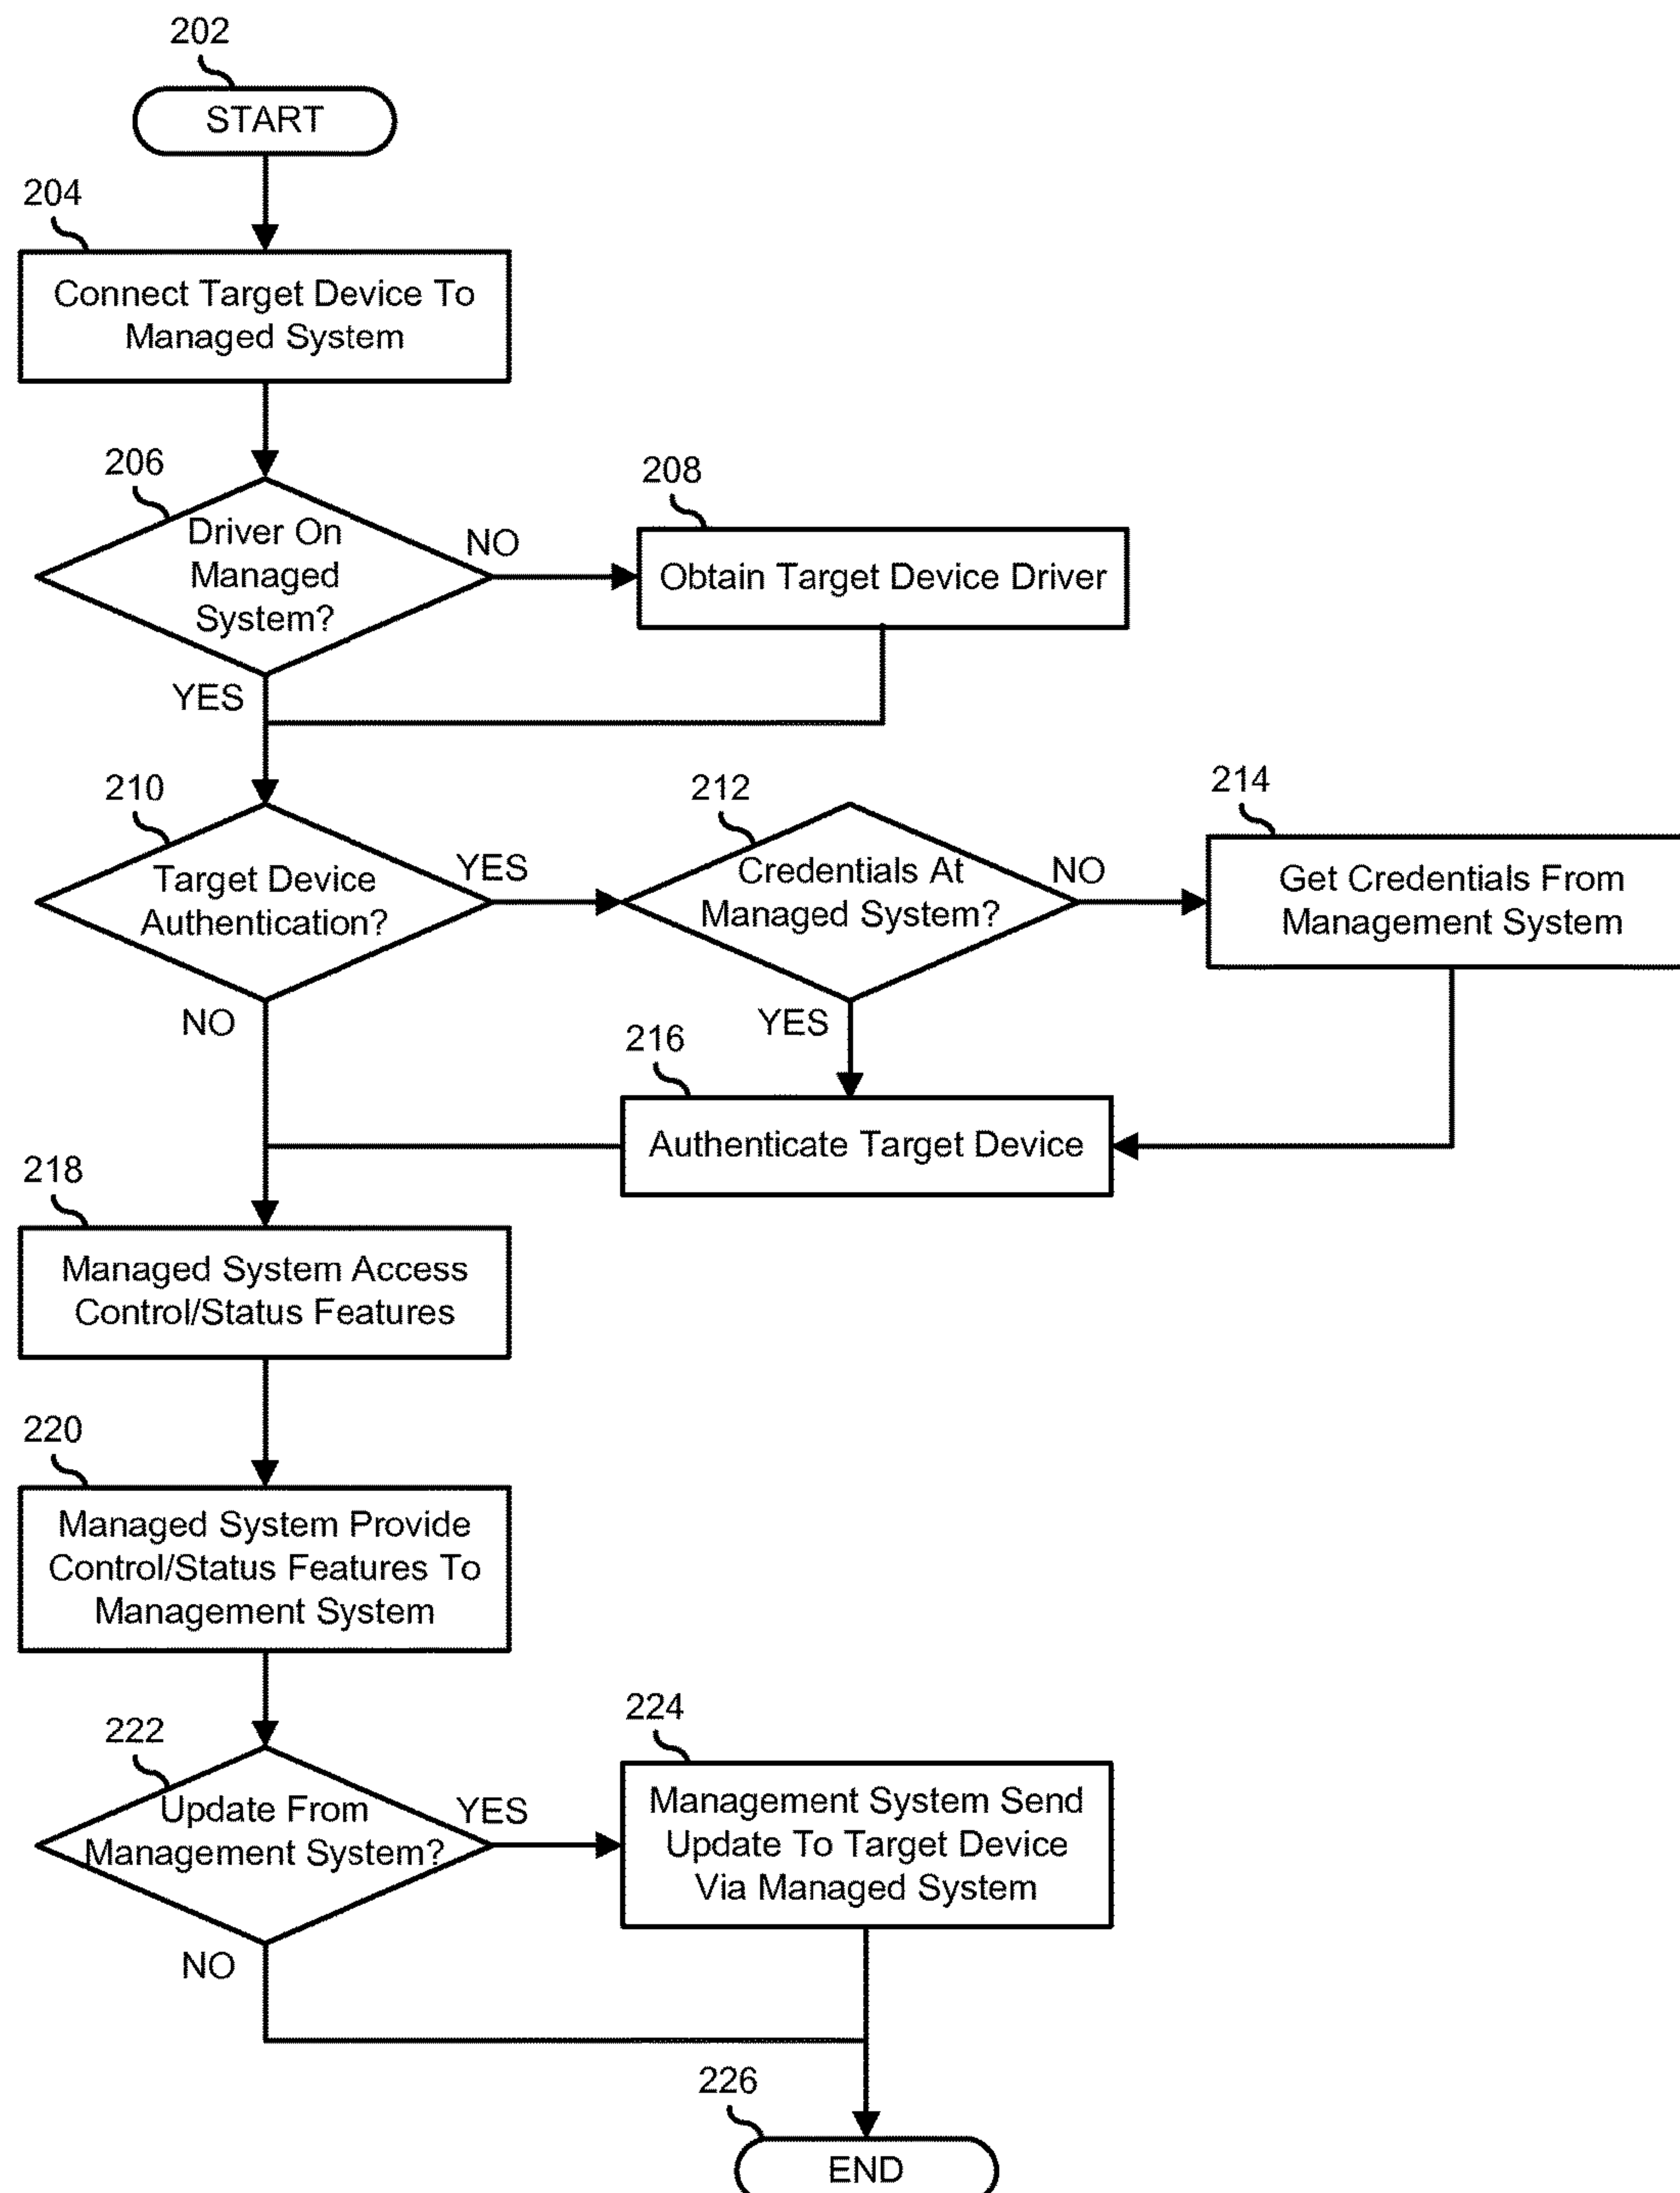 202
START
204
Connect Target Device To
Managed System
206
Driver On
Managed
System?
NO
YES
208
Obtain Target Device Driver
210
Target Device
Authentication?
YES
NO
212
Credentials At
Managed System?
NO
YES
214
Get Credentials From
Management System
216
Authenticate Target Device
218
Managed System Access
Control/Status Features
220
Managed System Provide
Control/Status Features To
Management System
222
Update From
Management System?
YES
NO
224
Management System Send
Update To Target Device
Via Managed System
226
END